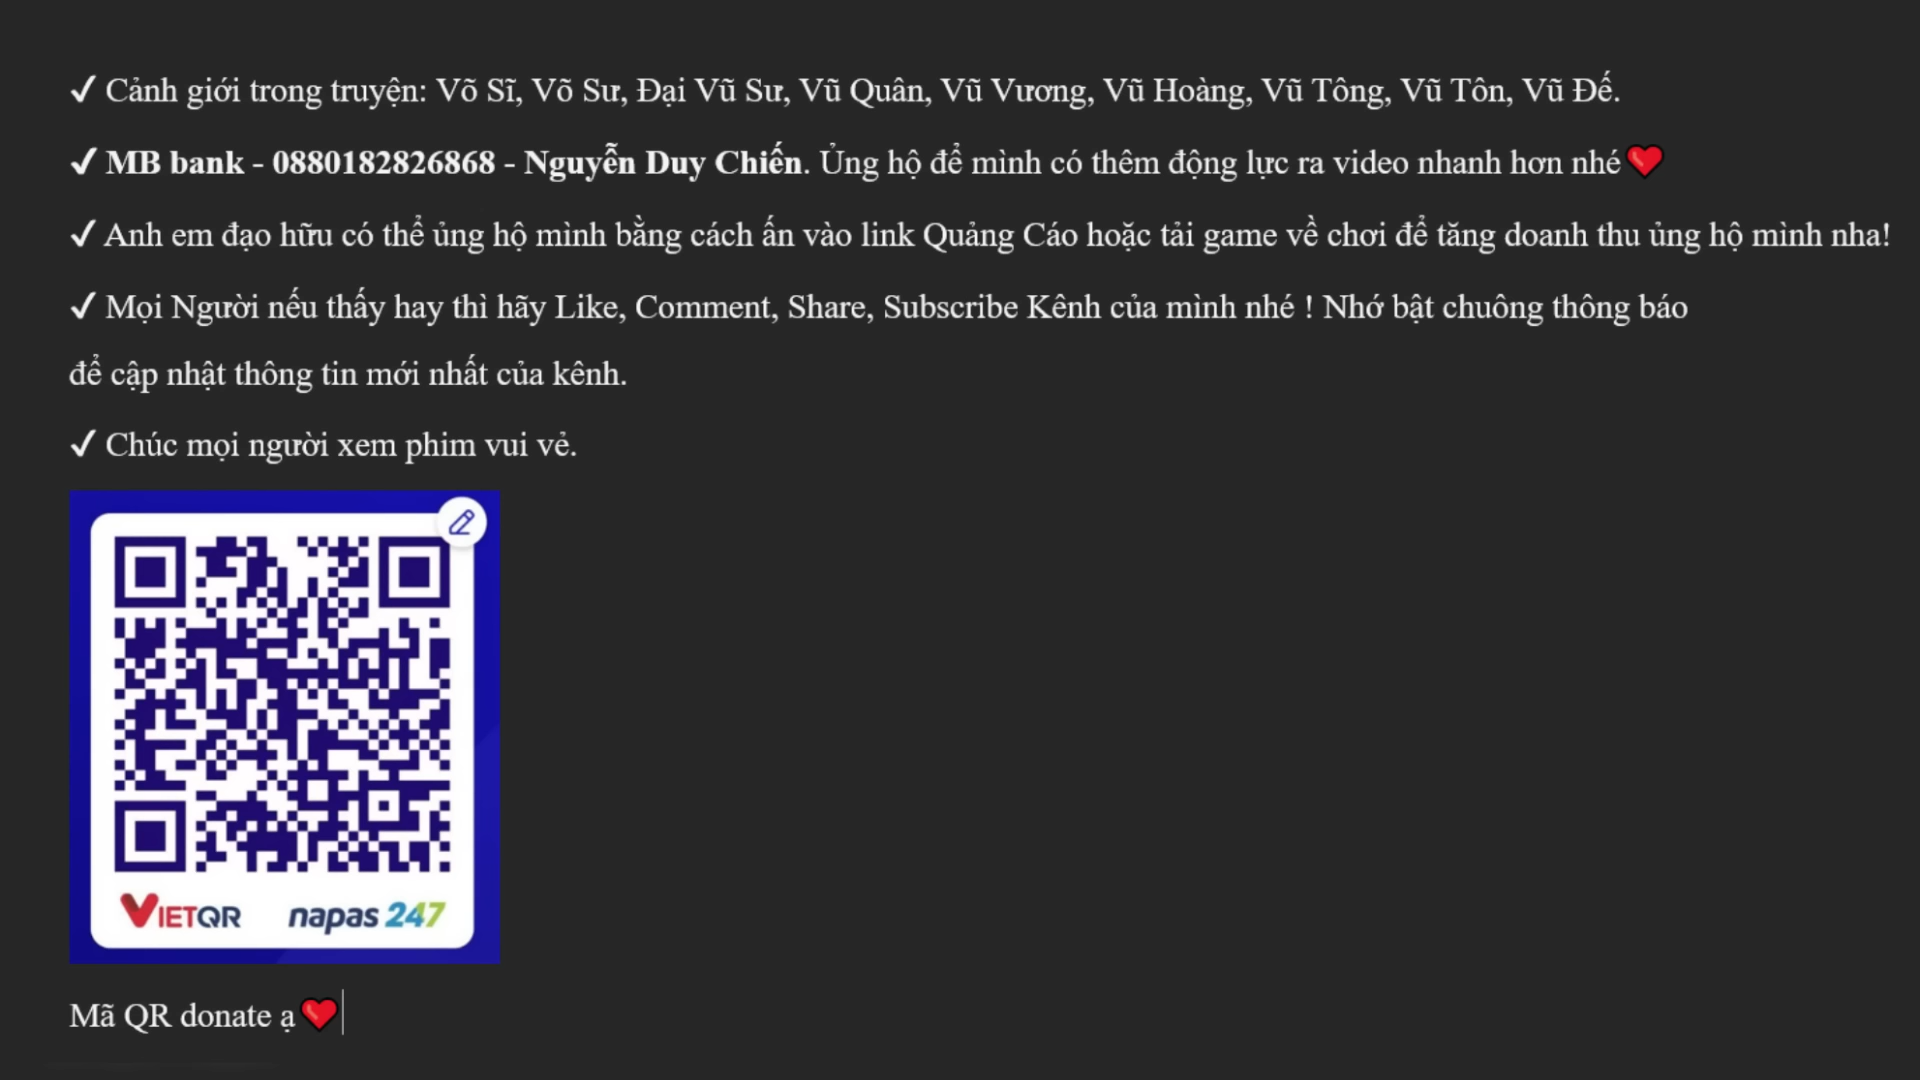 ✓ Cảnh giới trong truyện: Võ Sĩ, Võ Sư, Đại Vũ Sư, Vũ Quân, Vũ Vương, Vũ Hoàng, Vũ Tông, Vũ Tôn, Vũ Đế.
✓ MB bank - 0880182826868 - Nguyễn Duy Chiến. Ủng hộ để mình có thêm động lực ra video nhanh hơn nhé❤️
✓ Anh em đạo hữu có thể ủng hộ mình bằng cách ấn vào link Quảng Cáo hoặc tải game về chơi để tăng doanh thu ủng hộ mình nha!
✓ Mọi Người nếu thấy hay thì hãy Like, Comment, Share, Subscribe Kênh của mình nhé ! Nhớ bật chuông thông báo
để cập nhật thông tin mới nhất của kênh.
✓ Chúc mọi người xem phim vui vẻ.
VIETQR napas 247
Mã QR donate ạ❤️